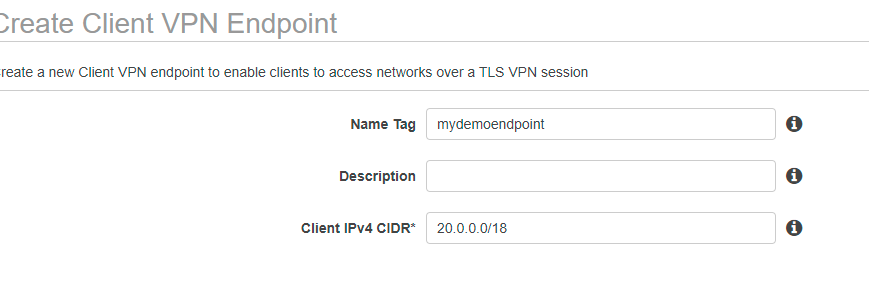 Create Client VPN Endpoint
reate a new Client VPN endpoint to enable clients to access networks over a TLS VPN session
Name Tag mydemoendpoint
Description
Client IPv4 CIDR* 20.0.0.0/18